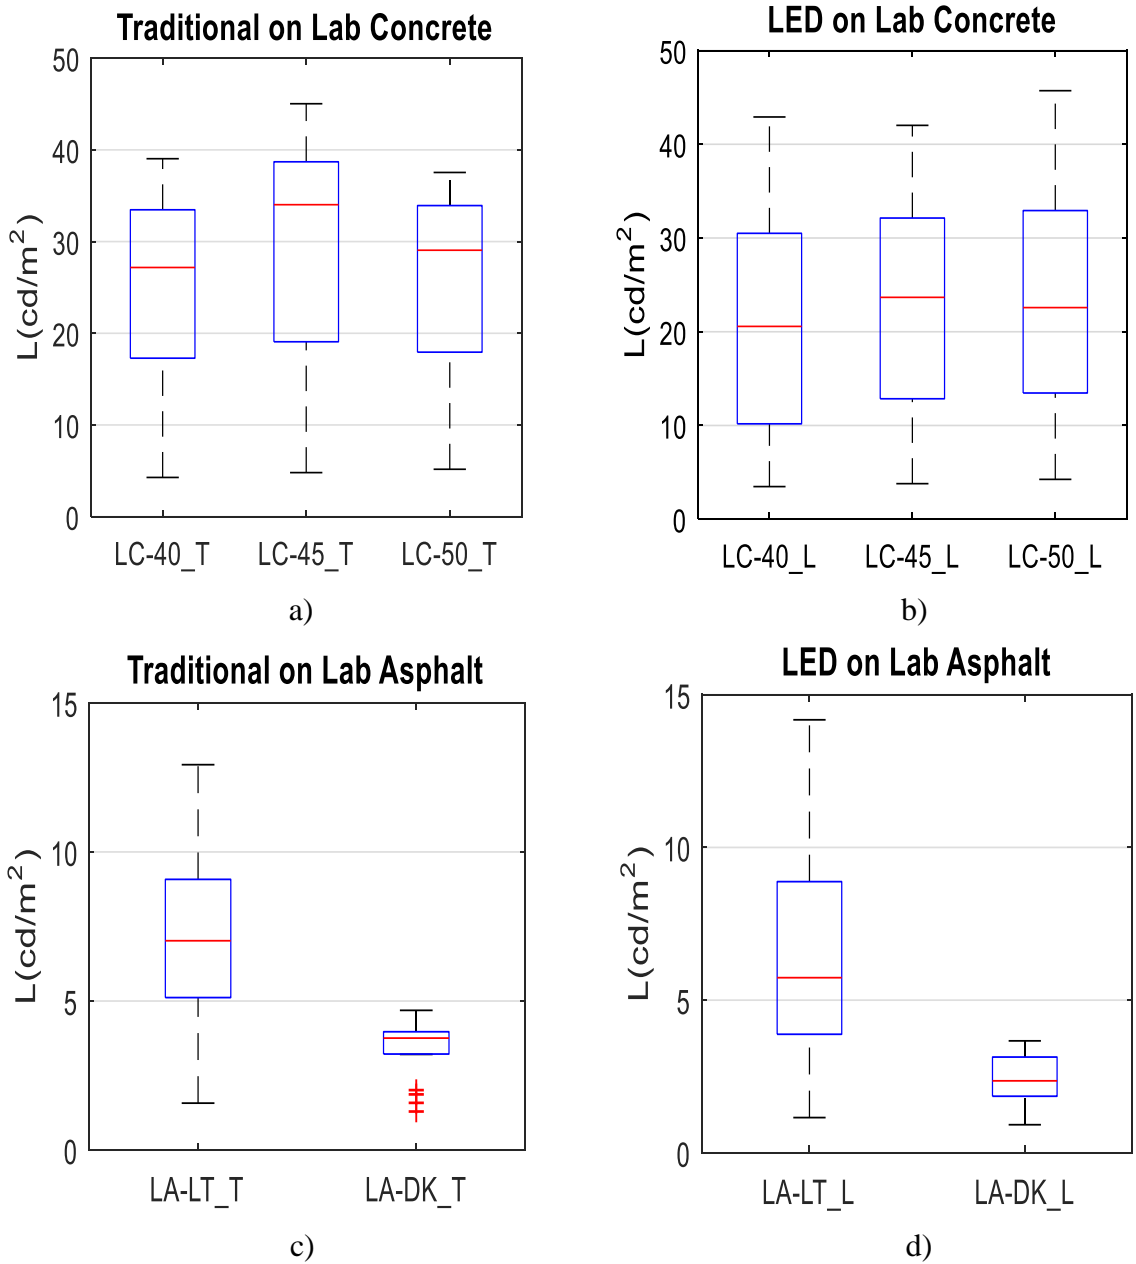 Traditional on Lab Concrete
50
40
30
20
10
0
L(cd/m²)
LC-40_T LC-45_T LC-50_T
a)
LED on Lab Concrete
50
40
30
20
10
0
L(cd/m²)
LC-40_L LC-45_L LC-50_L
b)
Traditional on Lab Asphalt
15
10
5
0
L(cd/m²)
LA-LT_T LA-DK_T
c)
LED on Lab Asphalt
15
10
5
0
L(cd/m²)
LA-LT_L LA-DK_L
d)